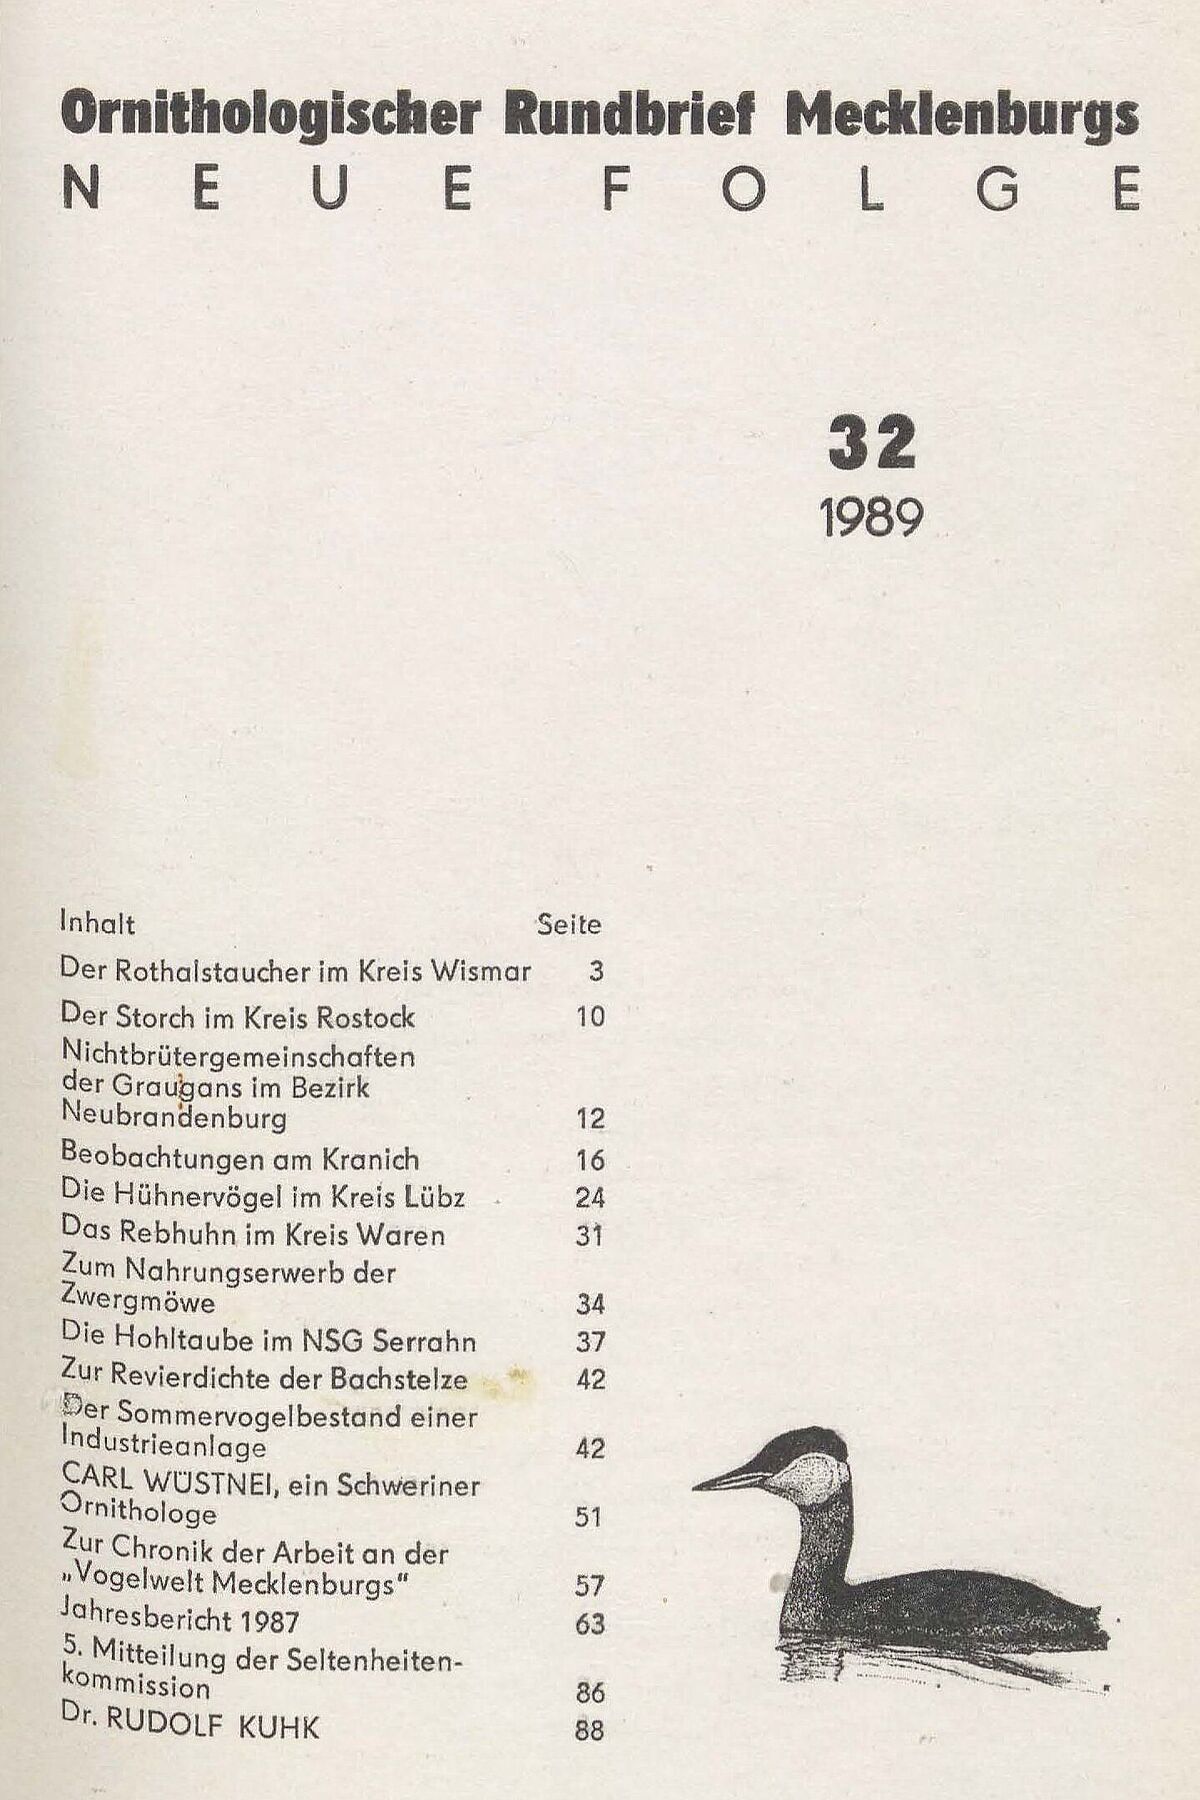 Ornithologischer Rundbrief Mecklenburgs
NEUE FOLGE
32
1989
Inhalt Seite
Der Rothalstaucher im Kreis Wismar 3
Der Storch im Kreis Rostock 10
Nichtbrütergemeinschaften
der Graugans im Bezirk
Neubrandenburg 12
Beobachtungen am Kranich 16
Die Hühnervögel im Kreis Lübz 24
Das Rebhuhn im Kreis Waren 31
Zum Nahrungserwerb der
Zwergmöwe 34
Die Hohltaube im NSG Serrahn 37
Zur Revierdichte der Bachstelze 42
Der Sommervogelbestand einer
Industrieanlage 42
CARL WÜSTNEI, ein Schweriner
Ornithologe 51
Zur Chronik der Arbeit an der
„Vogelwelt Mecklenburgs“ 57
Jahresbericht 1987 63
5. Mitteilung der Seltenheiten-
kommission 86
Dr. RUDOLF KUHK 88